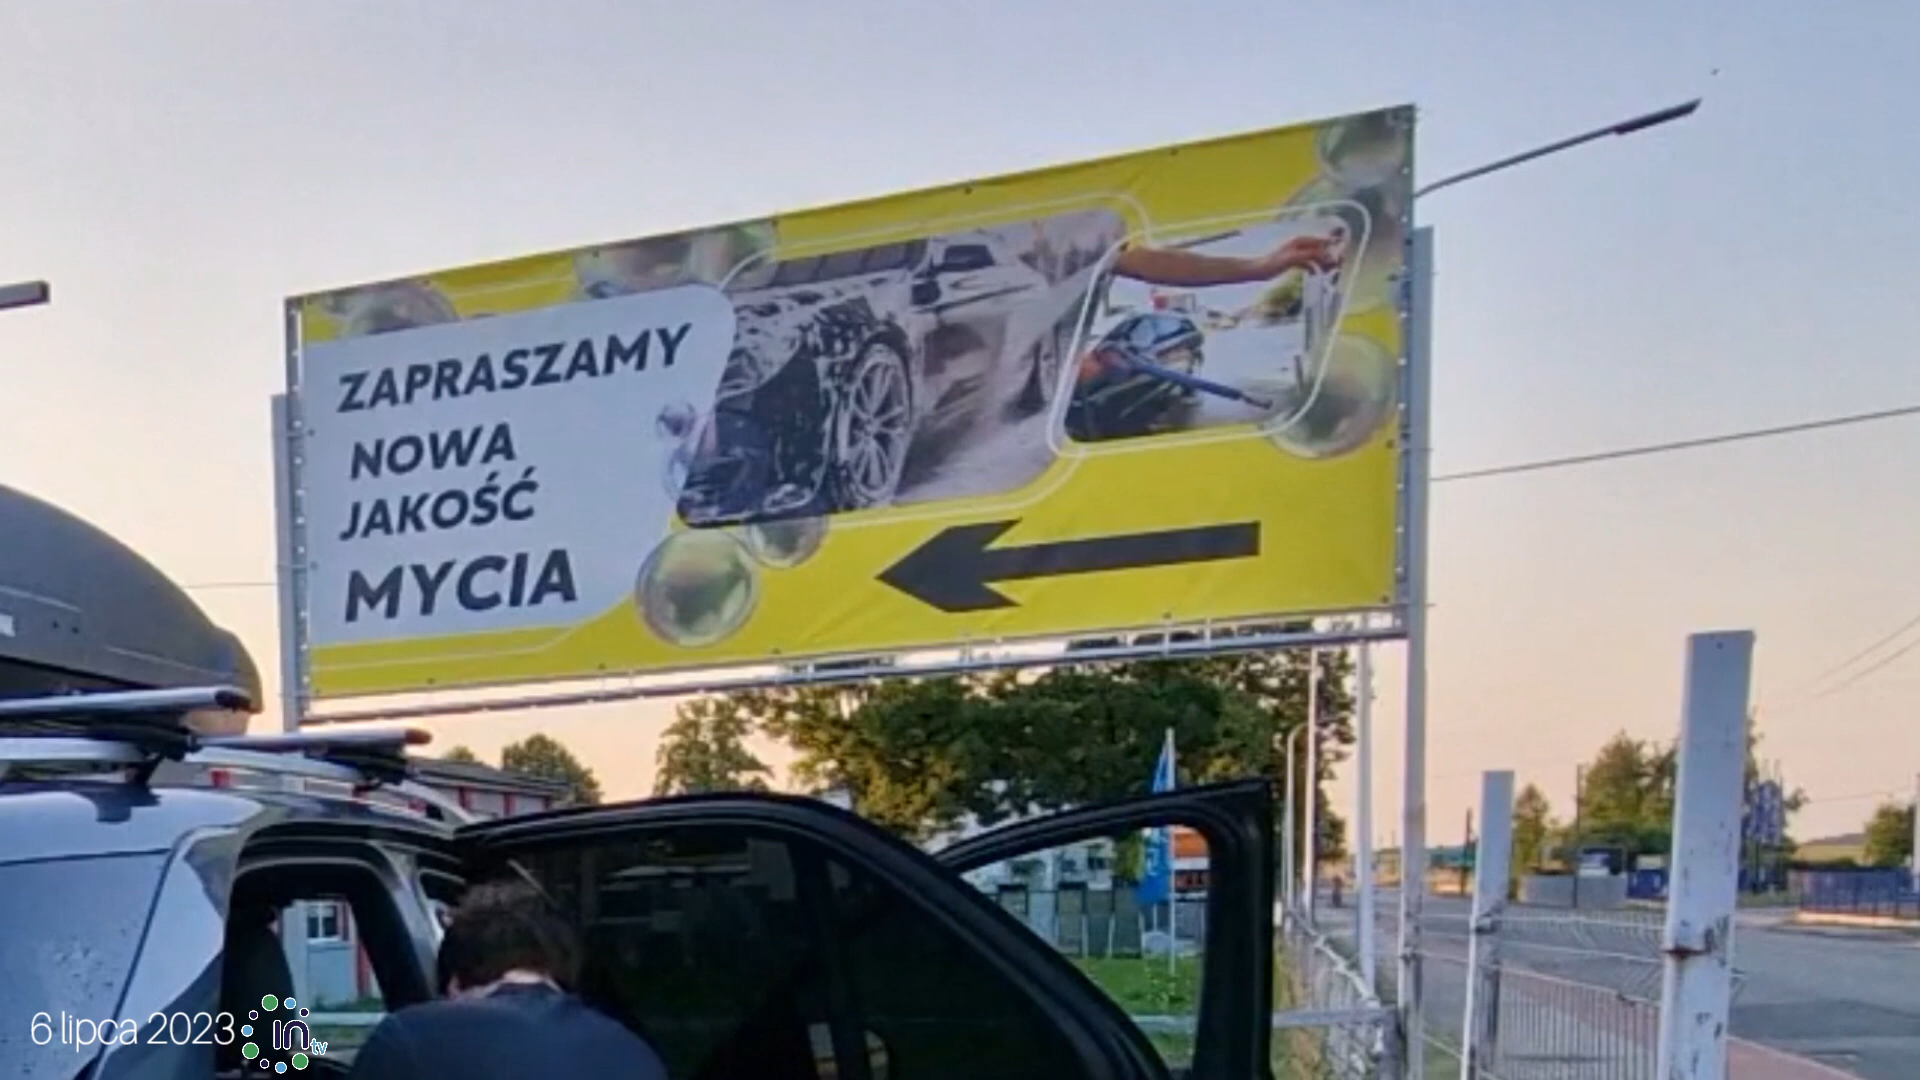 ZAPRASZAMY
NOWA
JAKOŚĆ
MYCIA
6 lipca 2023
in
tv